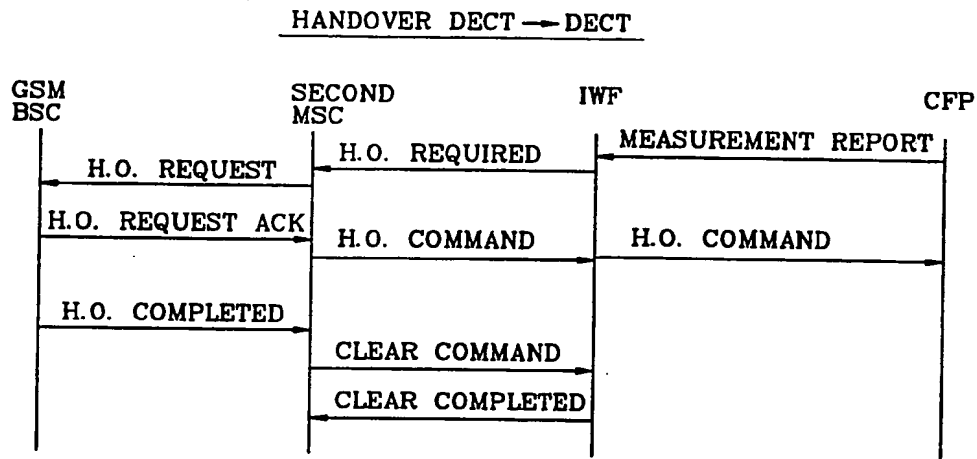 HANDOVER DECT → DECT
GSM
BSC
SECOND
MSC
IWF
CFP
MEASUREMENT REPORT
H.O. REQUIRED
H.O. REQUEST
H.O. REQUEST ACK
H.O. COMMAND
H.O. COMMAND
H.O. COMPLETED
CLEAR COMMAND
CLEAR COMPLETED